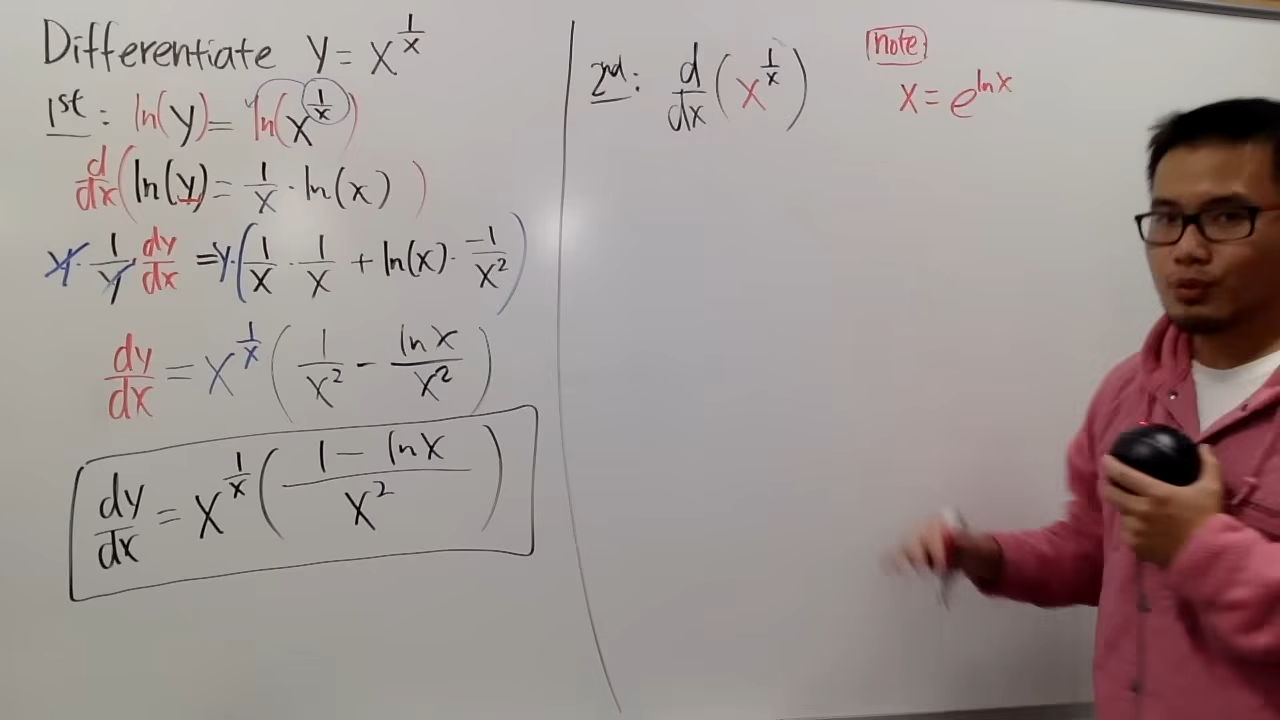 Differentiate y = x^(1/x)
1st: ln(y) = ln(x^(1/x))
d/dx (ln(y) = 1/x · ln(x))
y · 1/y · dy/dx = y · (1/x · 1/x + ln(x) · -1/x²)
dy/dx = x^(1/x) (1/x² - lnx/x²)
dy/dx = x^(1/x) ((1 - lnx)/x²)
2nd: d/dx (x^(1/x))
note
x = e^(lnx)